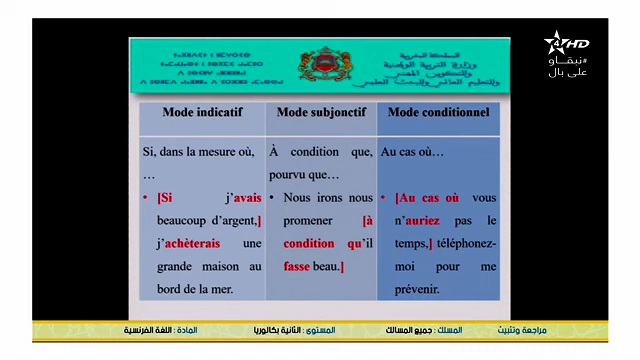 4HD
#نبقاو
على بال
المملكة المغربية
وزارة التربية الوطنية
والتكوين المهني
والتعليم العالي والبحث العلمي
Mode indicatif
Si, dans la mesure où,
…
• [Si j'avais
beaucoup d'argent,]
j'achèterais une
grande maison au
bord de la mer.
Mode subjonctif
À condition que,
pourvu que…
• Nous irons nous
promener [à
condition qu'il
fasse beau.]
Mode conditionnel
Au cas où…
• [Au cas où vous
n'auriez pas le
temps,] téléphonez-
moi pour me
prévenir.
مراجعة وتثبيت
المسلك : جميع المسالك
المستوى : الثانية بكالوريا
المادة : اللغة الفرنسية